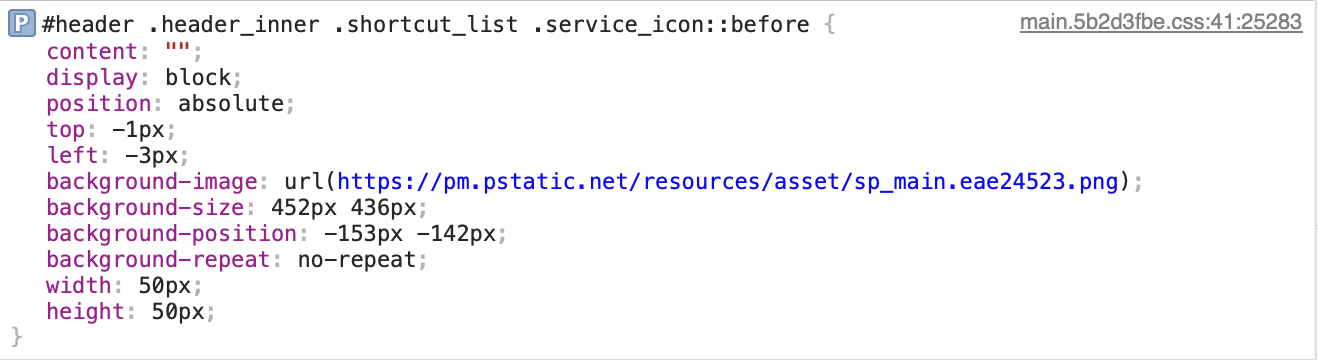 P #header .header_inner .shortcut_list .service_icon::before { main.5b2d3fbe.css:41:25283
content: "";
display: block;
position: absolute;
top: -1px;
left: -3px;
background-image: url(https://pm.pstatic.net/resources/asset/sp_main.eae24523.png);
background-size: 452px 436px;
background-position: -153px -142px;
background-repeat: no-repeat;
width: 50px;
height: 50px;
}